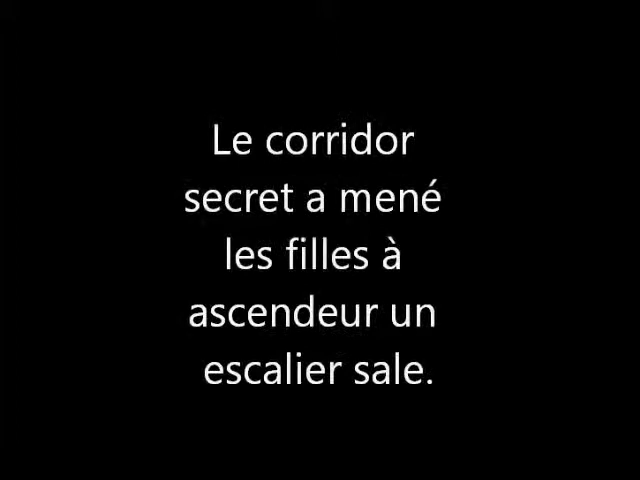 Le corridor
secret a mené
les filles à
ascendeur un
escalier sale.